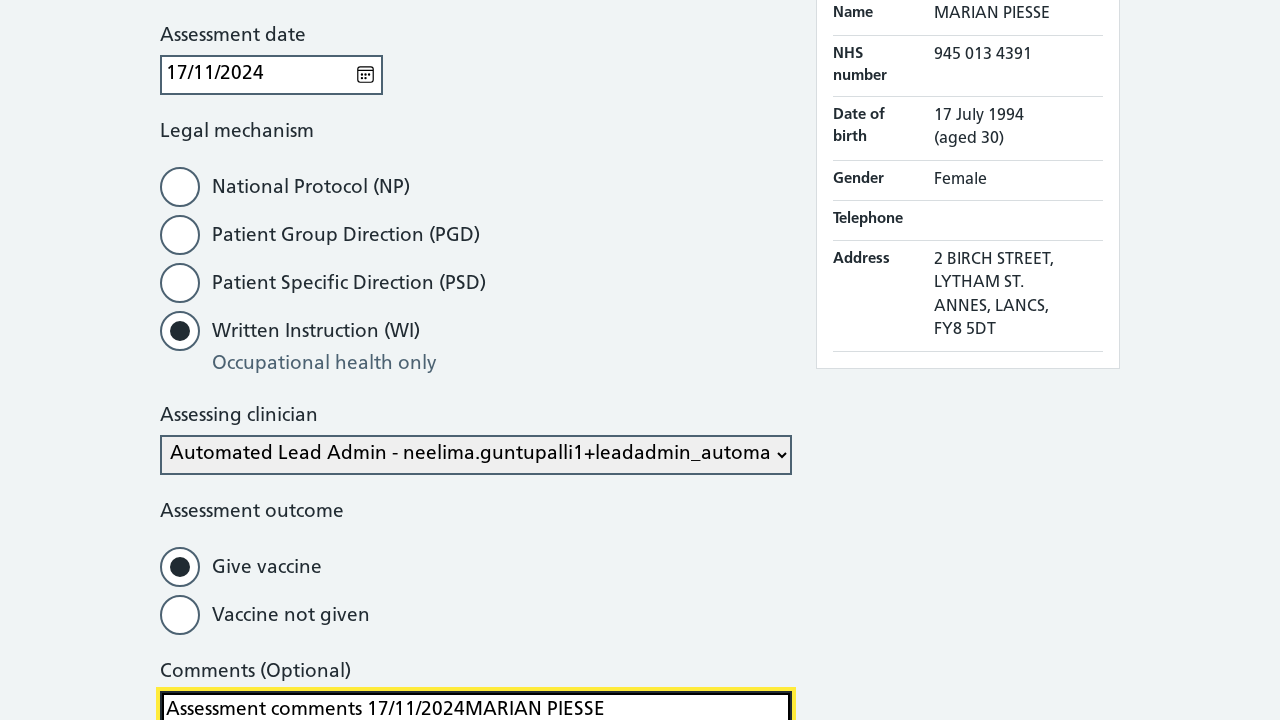 Assessment date
17/11/2024
Legal mechanism
National Protocol (NP)
Patient Group Direction (PGD)
Patient Specific Direction (PSD)
Written Instruction (WI)
Occupational health only
Assessing clinician
Automated Lead Admin - neelima.guntupalli1+leadadmin_automa
Assessment outcome
Give vaccine
Vaccine not given
Comments (Optional)
Assessment comments 17/11/2024MARIAN PIESSE
Name MARIAN PIESSE
NHS number 945 013 4391
Date of birth 17 July 1994
(aged 30)
Gender Female
Telephone
Address 2 BIRCH STREET,
LYTHAM ST.
ANNES, LANCS,
FY8 5DT